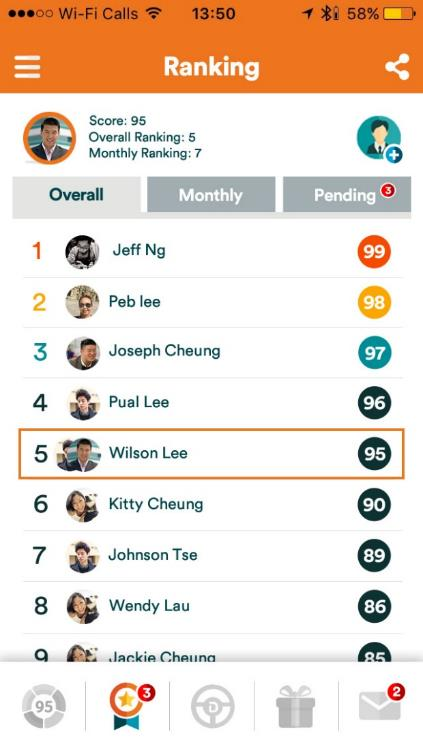 Wi-Fi Calls 13:50 58%
Ranking
Score: 95
Overall Ranking: 5
Monthly Ranking: 7
Overall Monthly Pending 3
1 Jeff Ng 99
2 Peb lee 98
3 Joseph Cheung 97
4 Pual Lee 96
5 Wilson Lee 95
6 Kitty Cheung 90
7 Johnson Tse 89
8 Wendy Lau 86
9 Jackie Cheung 85
95 3 D 2